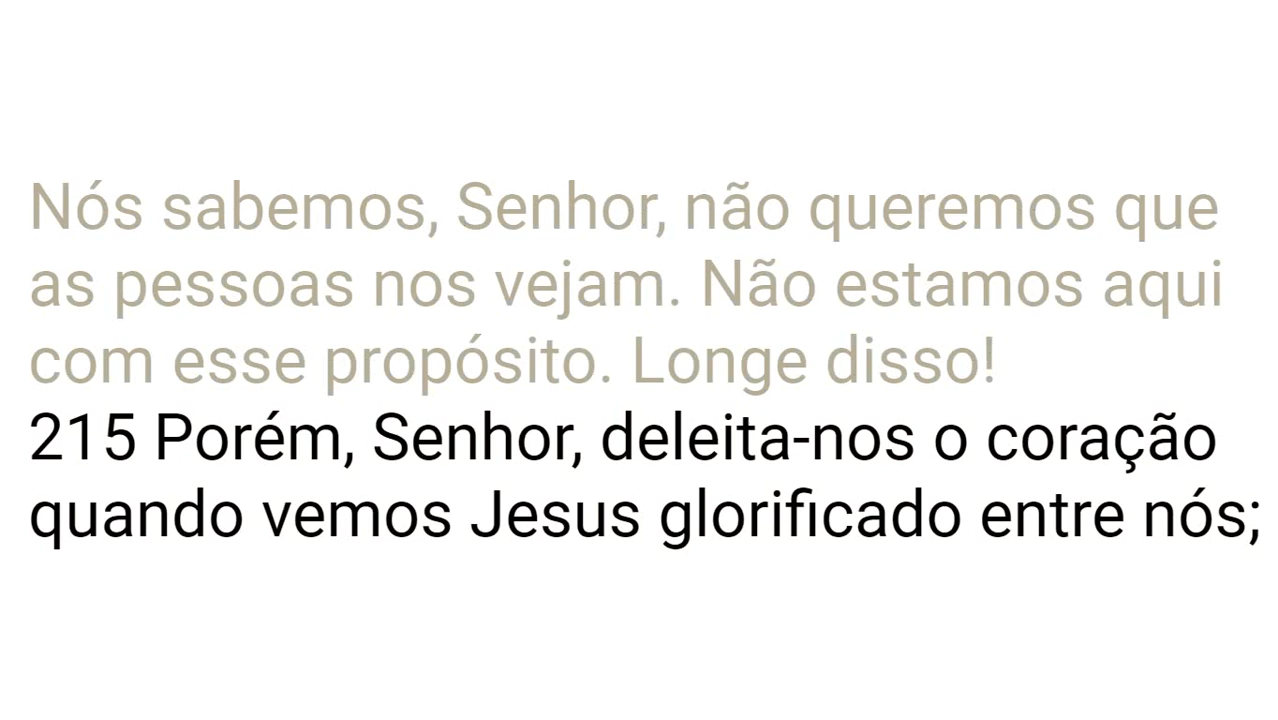 Nós sabemos, Senhor, não queremos que
as pessoas nos vejam. Não estamos aqui
com esse propósito. Longe disso!
215 Porém, Senhor, deleita-nos o coração
quando vemos Jesus glorificado entre nós;